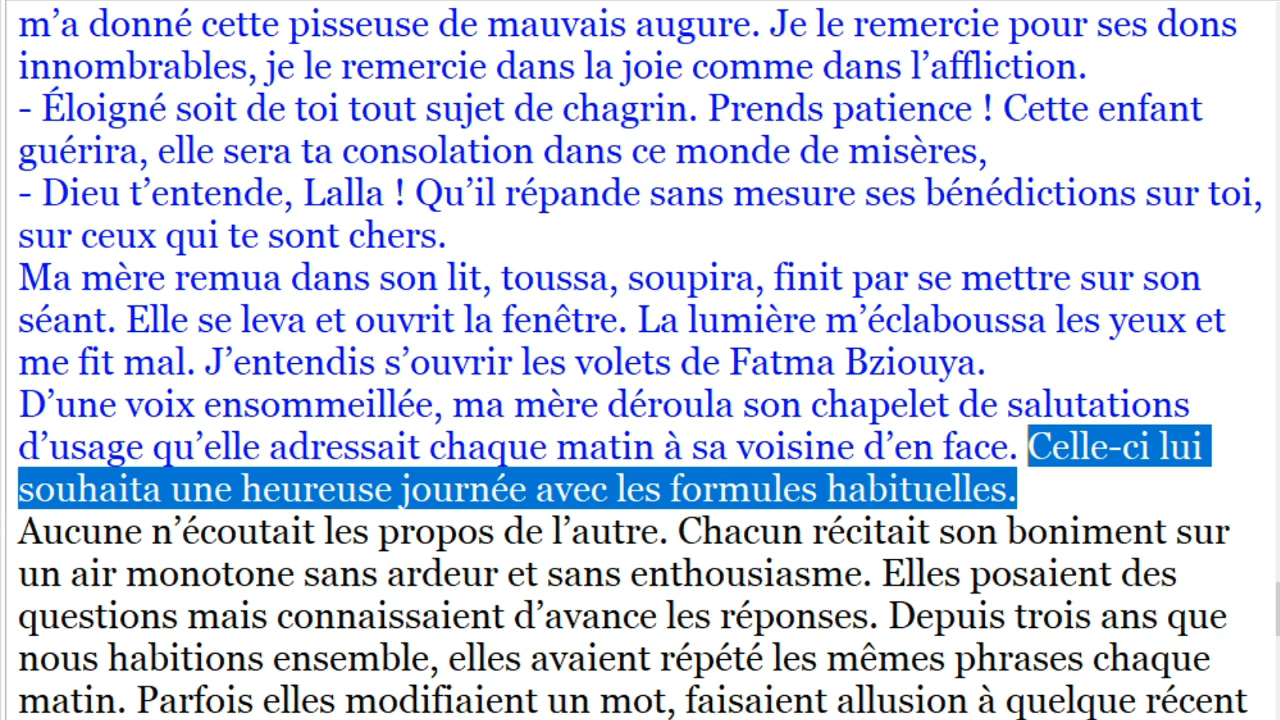 m’a donné cette pisseuse de mauvais augure. Je le remercie pour ses dons
innombrables, je le remercie dans la joie comme dans l’affliction.
- Éloigné soit de toi tout sujet de chagrin. Prends patience ! Cette enfant
guérira, elle sera ta consolation dans ce monde de misères,
- Dieu t’entende, Lalla ! Qu’il répande sans mesure ses bénédictions sur toi,
sur ceux qui te sont chers.
Ma mère remua dans son lit, toussa, soupira, finit par se mettre sur son
séant. Elle se leva et ouvrit la fenêtre. La lumière m’éclaboussa les yeux et
me fit mal. J’entendis s’ouvrir les volets de Fatma Bziouya.
D’une voix ensommeillée, ma mère déroula son chapelet de salutations
d’usage qu’elle adressait chaque matin à sa voisine d’en face. Celle-ci lui
souhaita une heureuse journée avec les formules habituelles.
Aucune n’écoutait les propos de l’autre. Chacun récitait son boniment sur
un air monotone sans ardeur et sans enthousiasme. Elles posaient des
questions mais connaissaient d’avance les réponses. Depuis trois ans que
nous habitions ensemble, elles avaient répété les mêmes phrases chaque
matin. Parfois elles modifiaient un mot, faisaient allusion à quelque récent